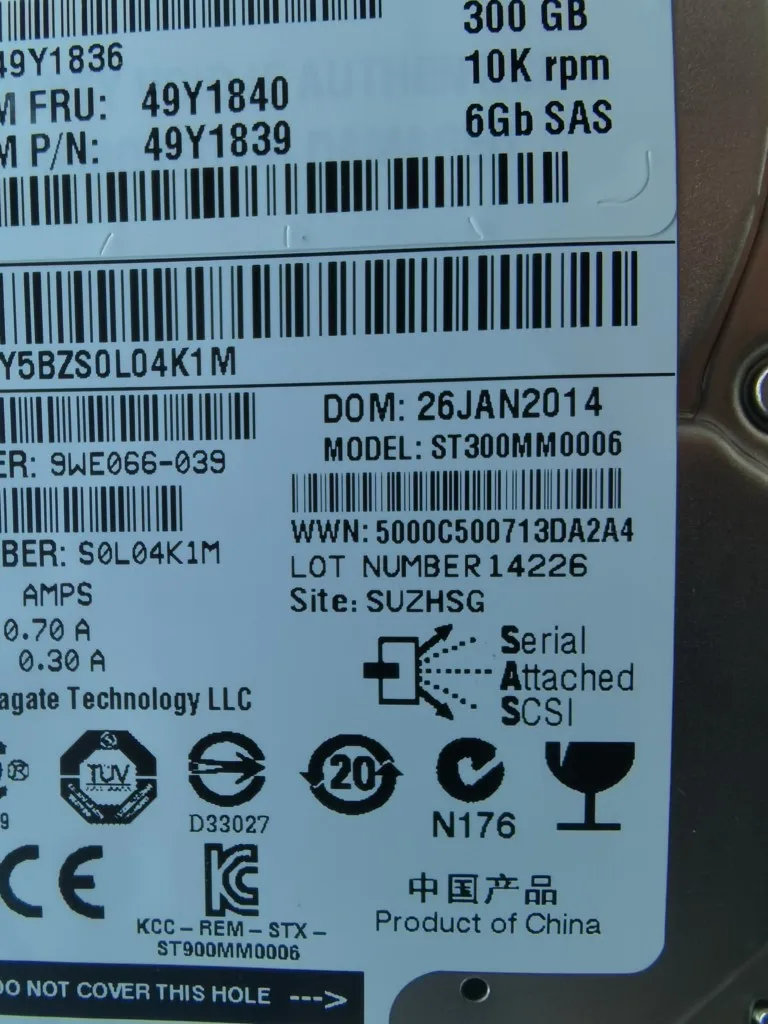 300 GB
49Y1836
10K rpm
M FRU: 49Y1840
6Gb SAS
M P/N: 49Y1839
Y5BZS0L04K1M
DOM: 26JAN2014
MODEL: ST300MM0006
ER: 9WE066-039
WWN: 5000C500713DA2A4
BER: S0L04K1M
LOT NUMBER 14226
AMPS
Site: SUZHSG
0.70 A
0.30 A
Serial
Attached
SCSI
agate Technology LLC
TÜV
20
D33027
N176
9
CE
KC
中国产品
Product of China
KCC-REM-STX-
ST900MM0006
DO NOT COVER THIS HOLE --->